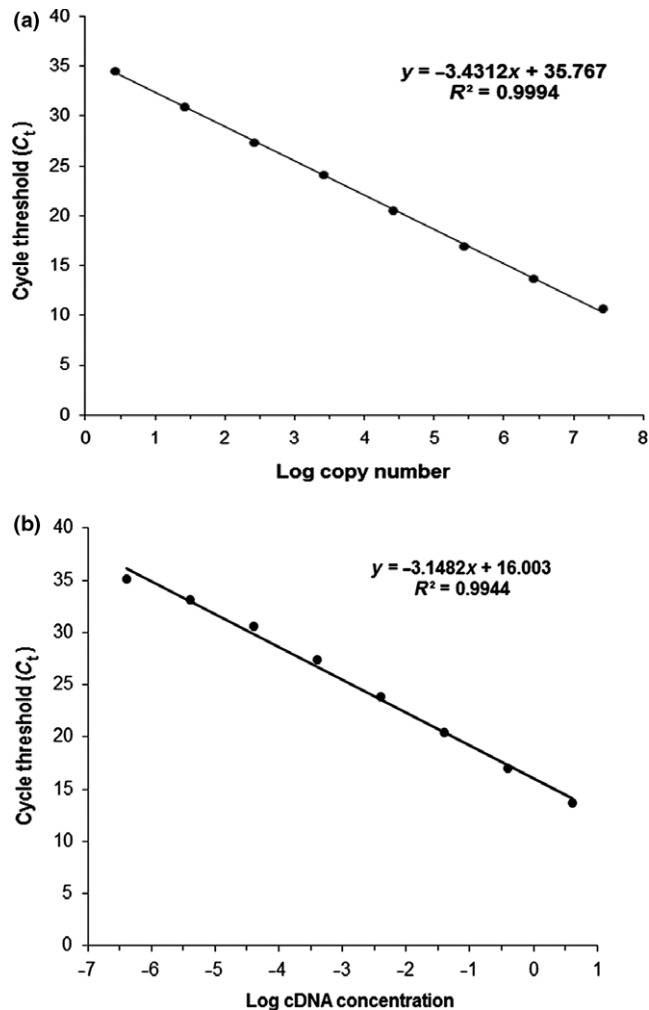 (a)
40
35
30
25
20
15
10
5
0
Cycle threshold (Ct)
y = –3.4312x + 35.767
R² = 0.9994
0 1 2 3 4 5 6 7 8
Log copy number
(b)
40
35
30
25
20
15
10
5
0
Cycle threshold (Ct)
y = –3.1482x + 16.003
R² = 0.9944
–7 –6 –5 –4 –3 –2 –1 0 1
Log cDNA concentration